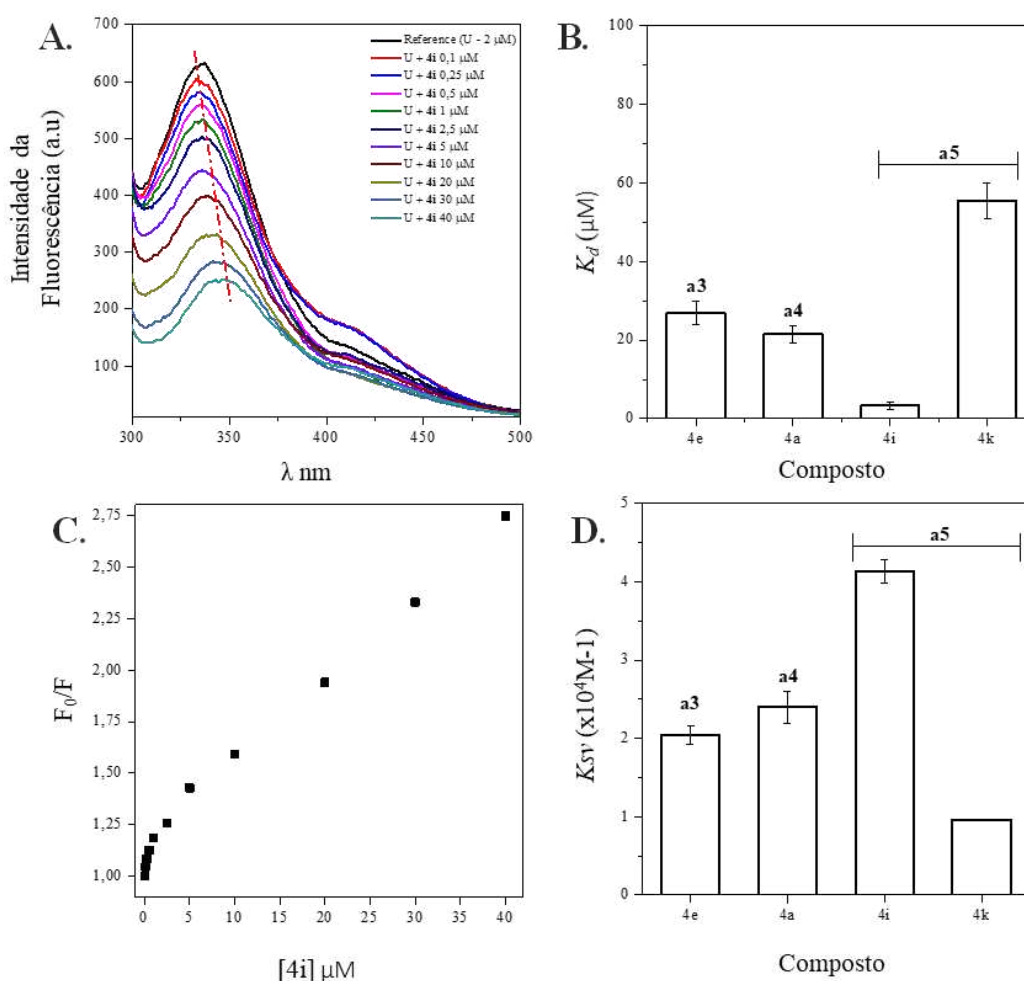 A.
700
600
500
400
300
200
100
300
350
400
450
500
Intensidade da
Fluorescência (a.u)
λ nm
Reference (U - 2 μM)
U + 4i 0,1 μM
U + 4i 0,25 μM
U + 4i 0,5 μM
U + 4i 1 μM
U + 4i 2,5 μM
U + 4i 5 μM
U + 4i 10 μM
U + 4i 20 μM
U + 4i 30 μM
U + 4i 40 μM
B.
100
80
60
40
20
0
Kd (μM)
a3
a4
a5
4e
4a
4i
4k
Composto
C.
2,75
2,50
2,25
2,00
1,75
1,50
1,25
1,00
F0/F
0
5
10
15
20
25
30
35
40
[4i] μM
D.
5
4
3
2
1
0
Ksv (x10⁴M-1)
a3
a4
a5
4e
4a
4i
4k
Composto